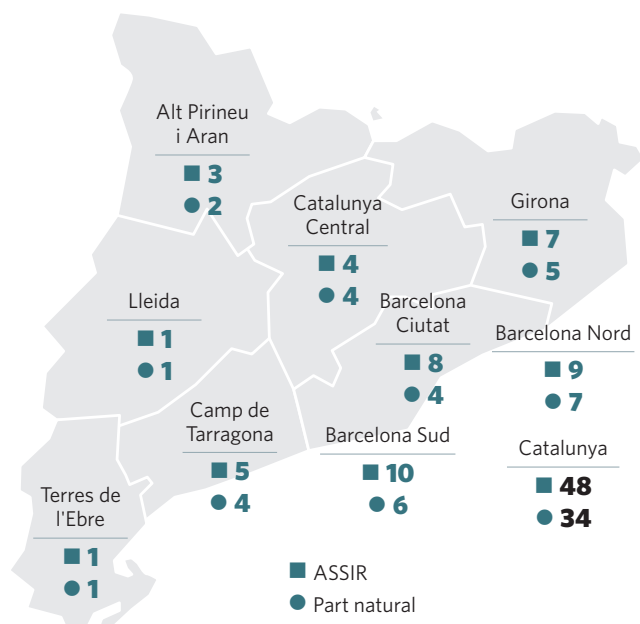 Alt Pirineu
i Aran
3
2
Catalunya
Central
4
4
Girona
7
5
Lleida
1
1
Barcelona
Ciutat
8
4
Barcelona Nord
9
7
Camp de
Tarragona
5
4
Barcelona Sud
10
6
Catalunya
48
34
Terres de
l'Ebre
1
1
ASSIR
Part natural